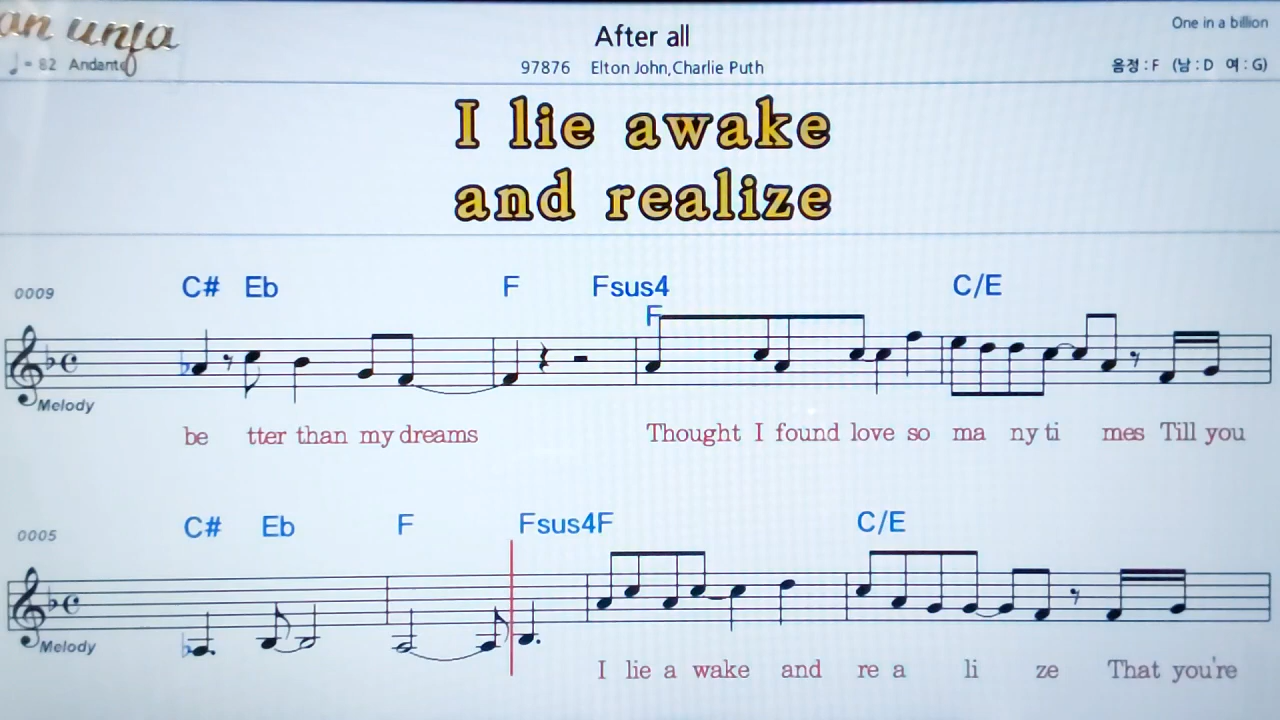 an unja
One in a billion
After all
♩ = 82 Andante
97876 Elton John,Charlie Puth
음정 : F (남 : D 여 : G)
I lie awake
and realize
0009
C# Eb F Fsus4 C/E
F
Melody
be tter than my dreams Thought I found love so ma ny ti mes Till you
0005
C# Eb F Fsus4F C/E
Melody
I lie a wake and re a li ze That you're